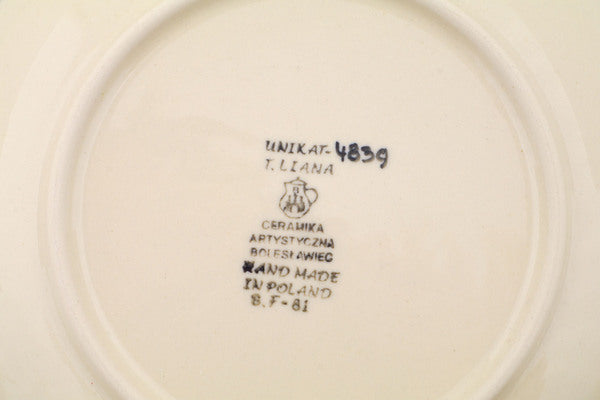 UNIKAT-4839
T. LIANA
CERAMIKA
ARTYSTYCZNA
BOLESŁAWIEC
HAND MADE
IN POLAND
B.F-81